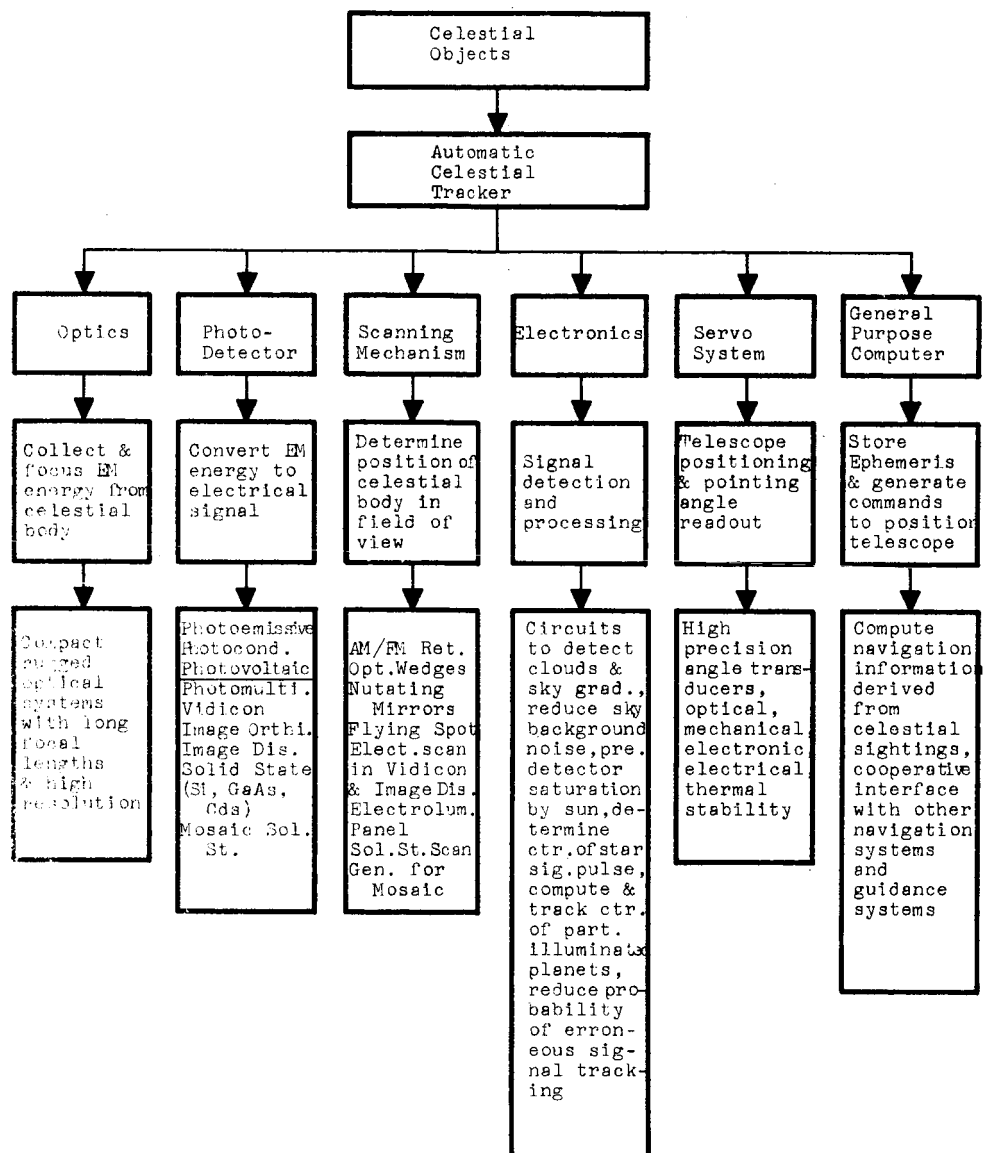 Celestial
Objects
Automatic
Celestial
Tracker
Optics
Photo-
Detector
Scanning
Mechanism
Electronics
Servo
System
General
Purpose
Computer
Collect &
focus EM
energy from
celestial
body
Convert EM
energy to
electrical
signal
Determine
position of
celestial
body in
field of
view
Signal
detection
and
processing
Telescope
positioning
& pointing
angle
readout
Store
Ephemeris
& generate
commands
to position
telescope
Compact
rugged
optical
systems
with long
focal
lengths
& high
resolution
Photoemissive
Photocond.
Photovoltaic
Photomulti.
Vidicon
Image Orthi.
Image Dis.
Solid State
(Si, GaAs,
Cds)
Mosaic Sol.
St.
AM/FM Ret.
Opt.Wedges
Nutating
Mirrors
Flying Spot
Elect.scan
in Vidicon
& Image Dis.
Electrolum.
Panel
Sol.St.Scan
Gen. for
Mosaic
Circuits
to detect
clouds &
sky grad.,
reduce sky
background
noise,pre.
detector
saturation
by sun,de-
termine
ctr.of star
sig.pulse,
compute &
track ctr.
of part.
illuminated
planets,
reduce pro-
bability
of erron-
eous sig-
nal track-
ing
High
precision
angle trans-
ducers,
optical,
mechanical
electronic
electrical
thermal
stability
Compute
navigation
information
derived
from
celestial
sightings,
cooperative
interface
with other
navigation
systems
and
guidance
systems